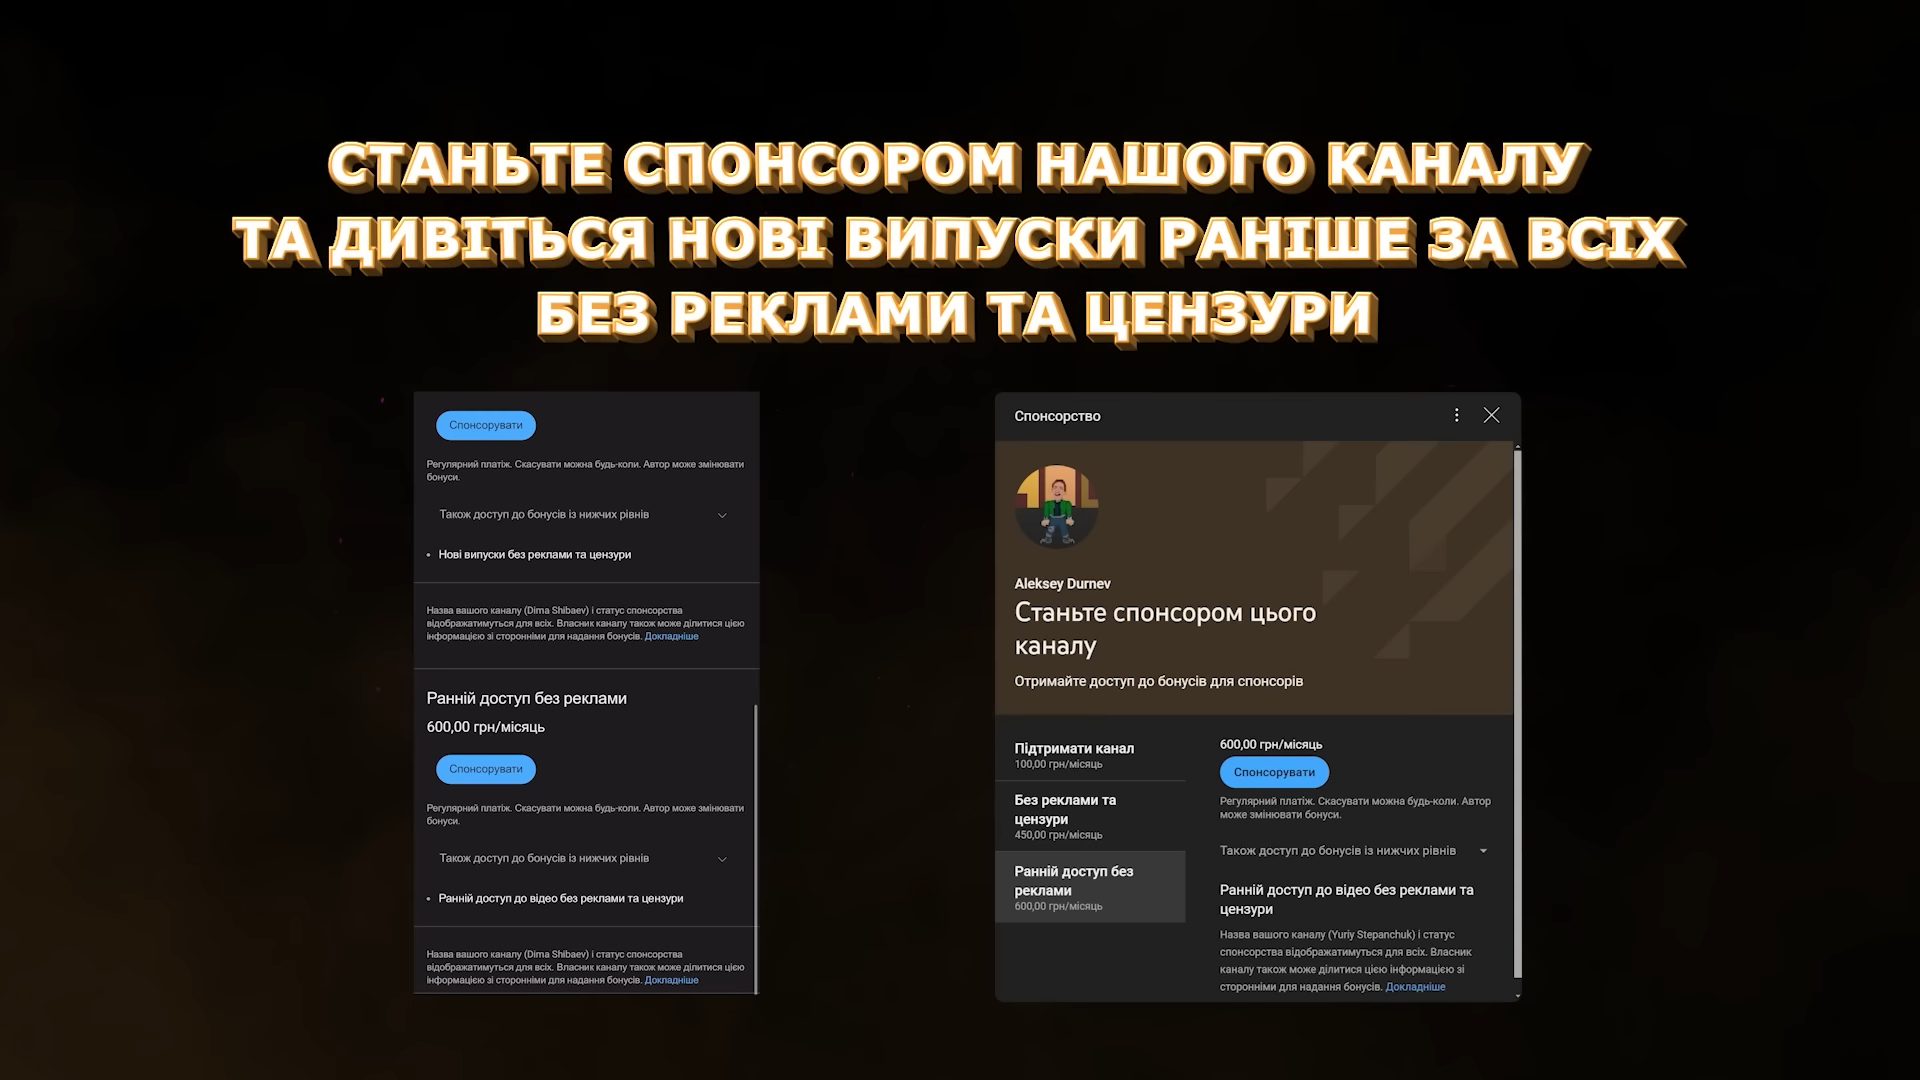 СТАНЬТЕ СПОНСОРОМ НАШОГО КАНАЛУ
ТА ДИВІТЬСЯ НОВІ ВИПУСКИ РАНІШЕ ЗА ВСІХ
БЕЗ РЕКЛАМИ ТА ЦЕНЗУРИ
Спонсорувати
Регулярний платіж. Скасувати можна будь-коли. Автор може змінювати
бонуси.
Також доступ до бонусів із нижчих рівнів
• Нові випуски без реклами та цензури
Назва вашого каналу (Dima Shibaev) і статус спонсорства
відображатимуться для всіх. Власник каналу також може ділитися цією
інформацією зі сторонніми для надання бонусів. Докладніше
Ранній доступ без реклами
600,00 грн/місяць
Спонсорувати
Регулярний платіж. Скасувати можна будь-коли. Автор може змінювати
бонуси.
Також доступ до бонусів із нижчих рівнів
• Ранній доступ до відео без реклами та цензури
Назва вашого каналу (Dima Shibaev) і статус спонсорства
відображатимуться для всіх. Власник каналу також може ділитися цією
інформацією зі сторонніми для надання бонусів. Докладніше
Спонсорство
Aleksey Durnev
Станьте спонсором цього
каналу
Отримайте доступ до бонусів для спонсорів
Підтримати канал
100,00 грн/місяць
Без реклами та
цензури
450,00 грн/місяць
Ранній доступ без
реклами
600,00 грн/місяць
600,00 грн/місяць
Спонсорувати
Регулярний платіж. Скасувати можна будь-коли. Автор
може змінювати бонуси.
Також доступ до бонусів із нижчих рівнів
Ранній доступ до відео без реклами та
цензури
Назва вашого каналу (Yuriy Stepanchuk) і статус
спонсорства відображатимуться для всіх. Власник
каналу також може ділитися цією інформацією зі
сторонніми для надання бонусів. Докладніше